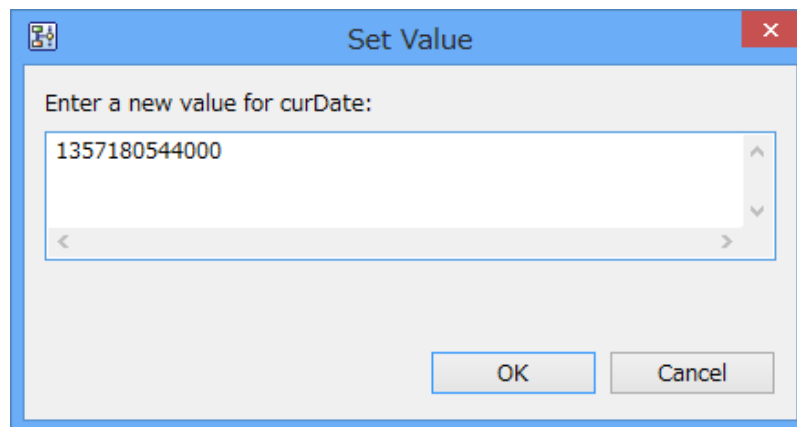 Set Value
Enter a new value for curDate:
1357180544000
OK
Cancel